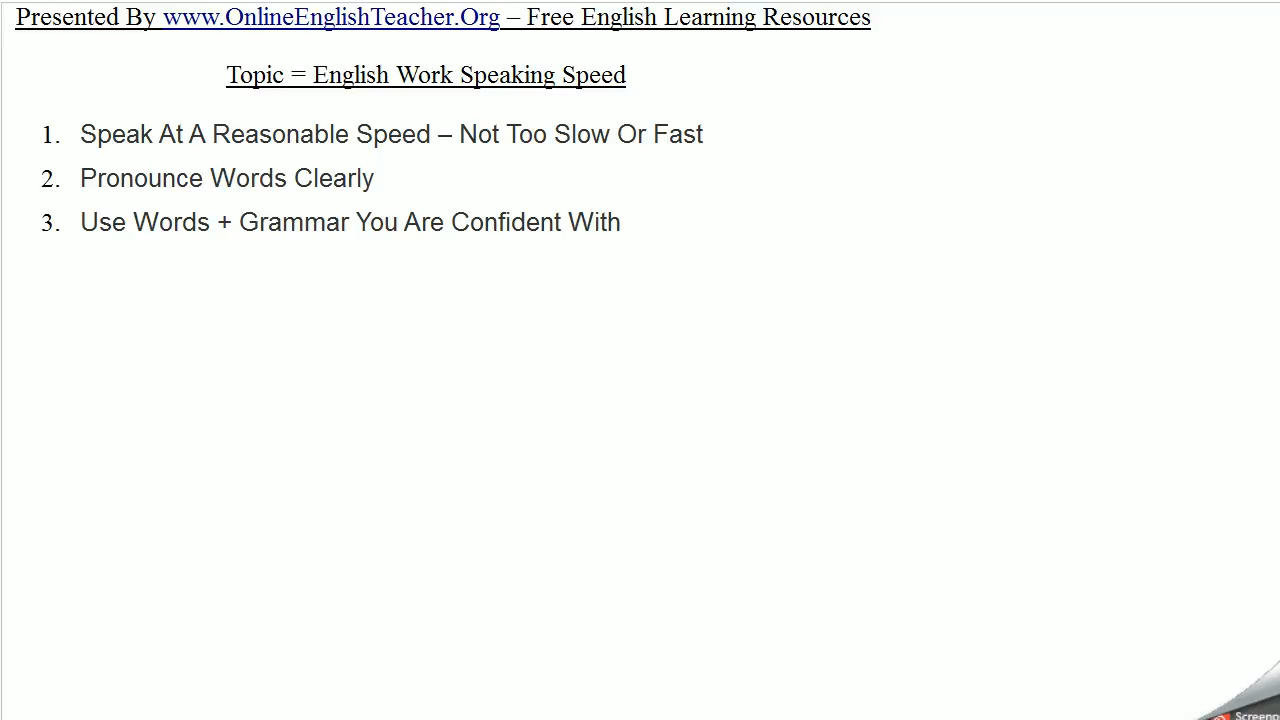 Presented By www.OnlineEnglishTeacher.Org – Free English Learning Resources
Topic = English Work Speaking Speed
1. Speak At A Reasonable Speed – Not Too Slow Or Fast
2. Pronounce Words Clearly
3. Use Words + Grammar You Are Confident With